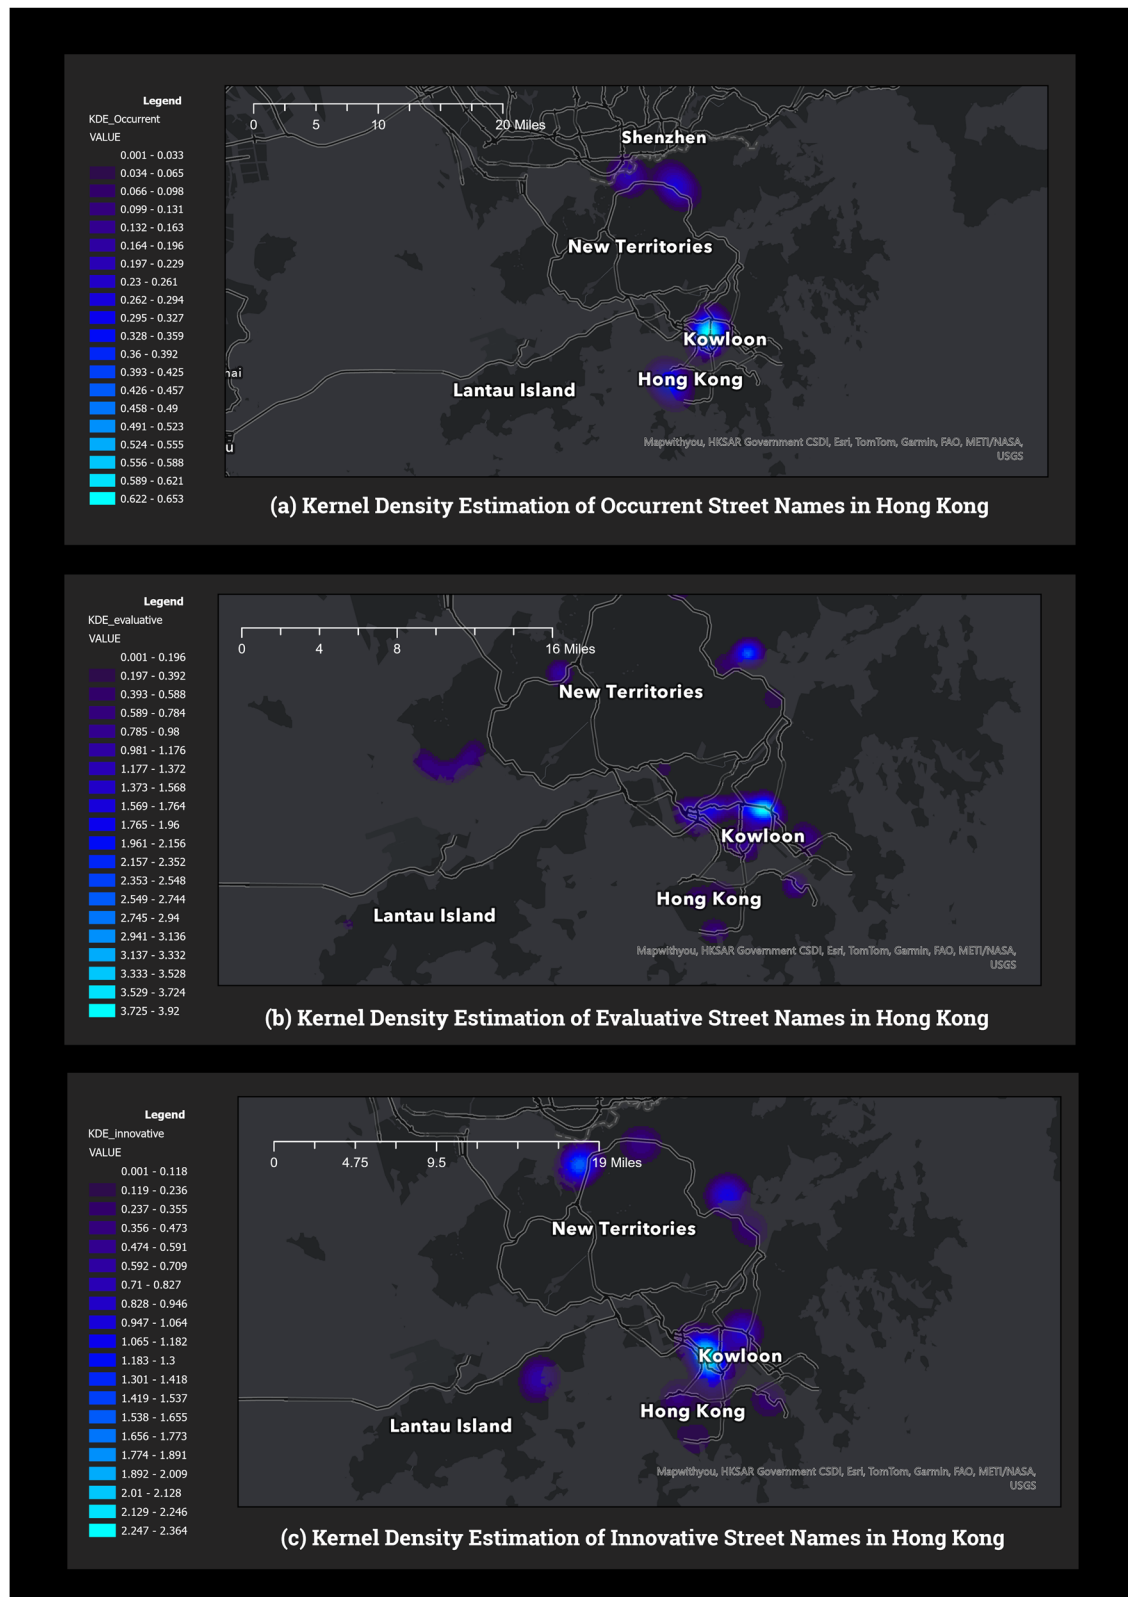 Legend
KDE_Occurrent
VALUE
0.001 - 0.033
0.034 - 0.065
0.066 - 0.098
0.099 - 0.131
0.132 - 0.163
0.164 - 0.196
0.197 - 0.229
0.23 - 0.261
0.262 - 0.294
0.295 - 0.327
0.328 - 0.359
0.36 - 0.392
0.393 - 0.425
0.426 - 0.457
0.458 - 0.49
0.491 - 0.523
0.524 - 0.555
0.556 - 0.588
0.589 - 0.621
0.622 - 0.653
0 5 10 20 Miles
Shenzhen
New Territories
Kowloon
Hong Kong
Lantau Island
hai
u
Mapwithyou, HKSAR Government CSDI, Esri, TomTom, Garmin, FAO, METI/NASA,
USGS
(a) Kernel Density Estimation of Occurrent Street Names in Hong Kong
Legend
KDE_evaluative
VALUE
0.001 - 0.196
0.197 - 0.392
0.393 - 0.588
0.589 - 0.784
0.785 - 0.98
0.981 - 1.176
1.177 - 1.372
1.373 - 1.568
1.569 - 1.764
1.765 - 1.96
1.961 - 2.156
2.157 - 2.352
2.353 - 2.548
2.549 - 2.744
2.745 - 2.94
2.941 - 3.136
3.137 - 3.332
3.333 - 3.528
3.529 - 3.724
3.725 - 3.92
0 4 8 16 Miles
New Territories
Kowloon
Hong Kong
Lantau Island
Mapwithyou, HKSAR Government CSDI, Esri, TomTom, Garmin, FAO, METI/NASA,
USGS
(b) Kernel Density Estimation of Evaluative Street Names in Hong Kong
Legend
KDE_innovative
VALUE
0.001 - 0.118
0.119 - 0.236
0.237 - 0.355
0.356 - 0.473
0.474 - 0.591
0.592 - 0.709
0.71 - 0.827
0.828 - 0.946
0.947 - 1.064
1.065 - 1.182
1.183 - 1.3
1.301 - 1.418
1.419 - 1.537
1.538 - 1.655
1.656 - 1.773
1.774 - 1.891
1.892 - 2.009
2.01 - 2.128
2.129 - 2.246
2.247 - 2.364
0 4.75 9.5 19 Miles
New Territories
Kowloon
Hong Kong
Lantau Island
Mapwithyou, HKSAR Government CSDI, Esri, TomTom, Garmin, FAO, METI/NASA,
USGS
(c) Kernel Density Estimation of Innovative Street Names in Hong Kong